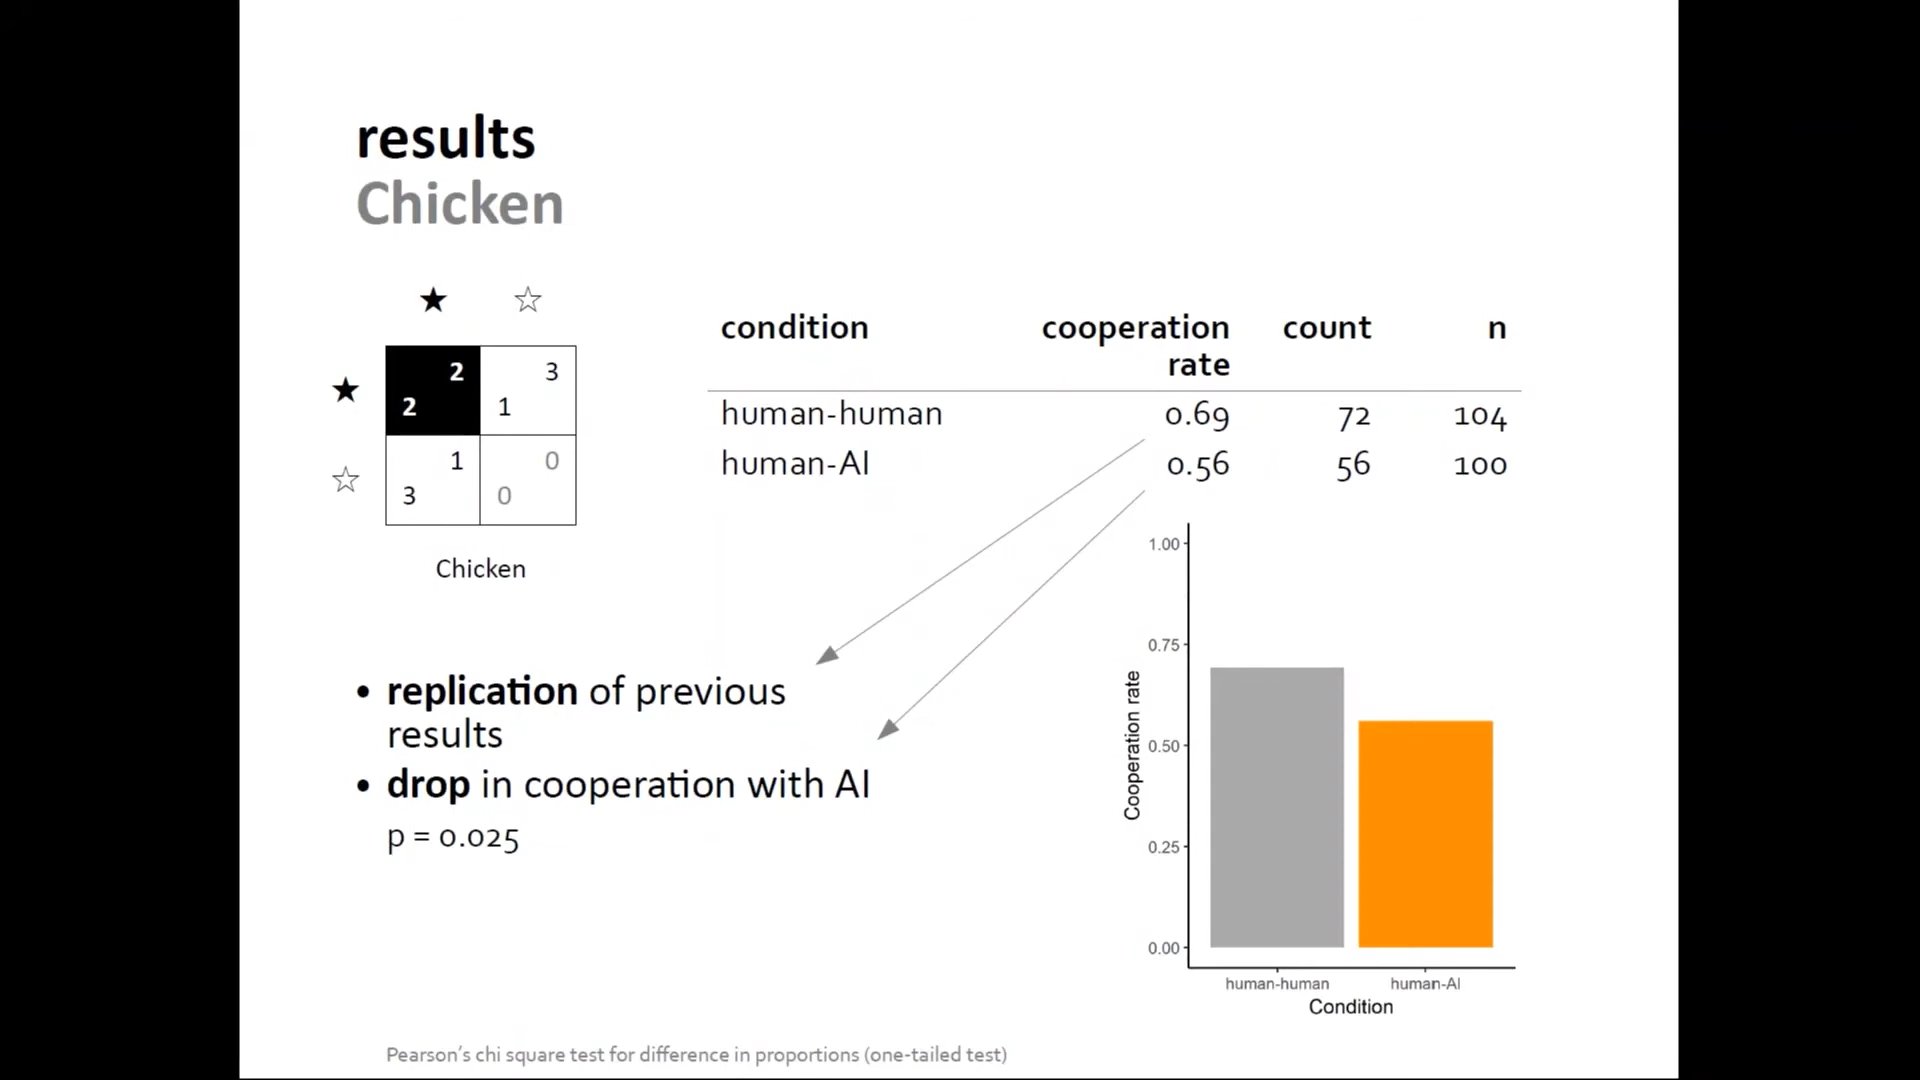 results
Chicken
★ ☆
★ 2 3
2 1
☆ 1 0
3 0
Chicken
condition cooperation rate count n
human-human 0.69 72 104
human-AI 0.56 56 100
• replication of previous
results
• drop in cooperation with AI
p = 0.025
1.00
0.75
0.50
0.25
0.00
Cooperation rate
human-human human-AI
Condition
Pearson's chi square test for difference in proportions (one-tailed test)